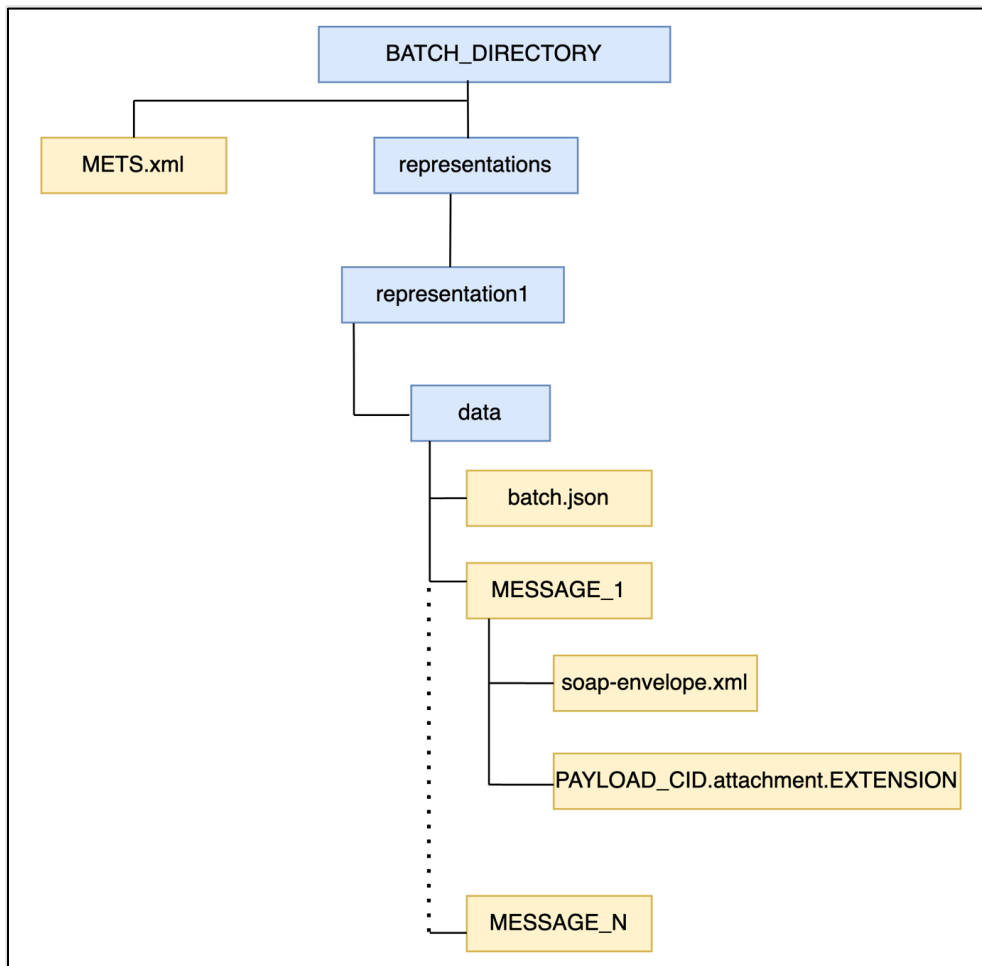 BATCH_DIRECTORY
METS.xml
representations
representation1
data
batch.json
MESSAGE_1
soap-envelope.xml
PAYLOAD_CID.attachment.EXTENSION
MESSAGE_N